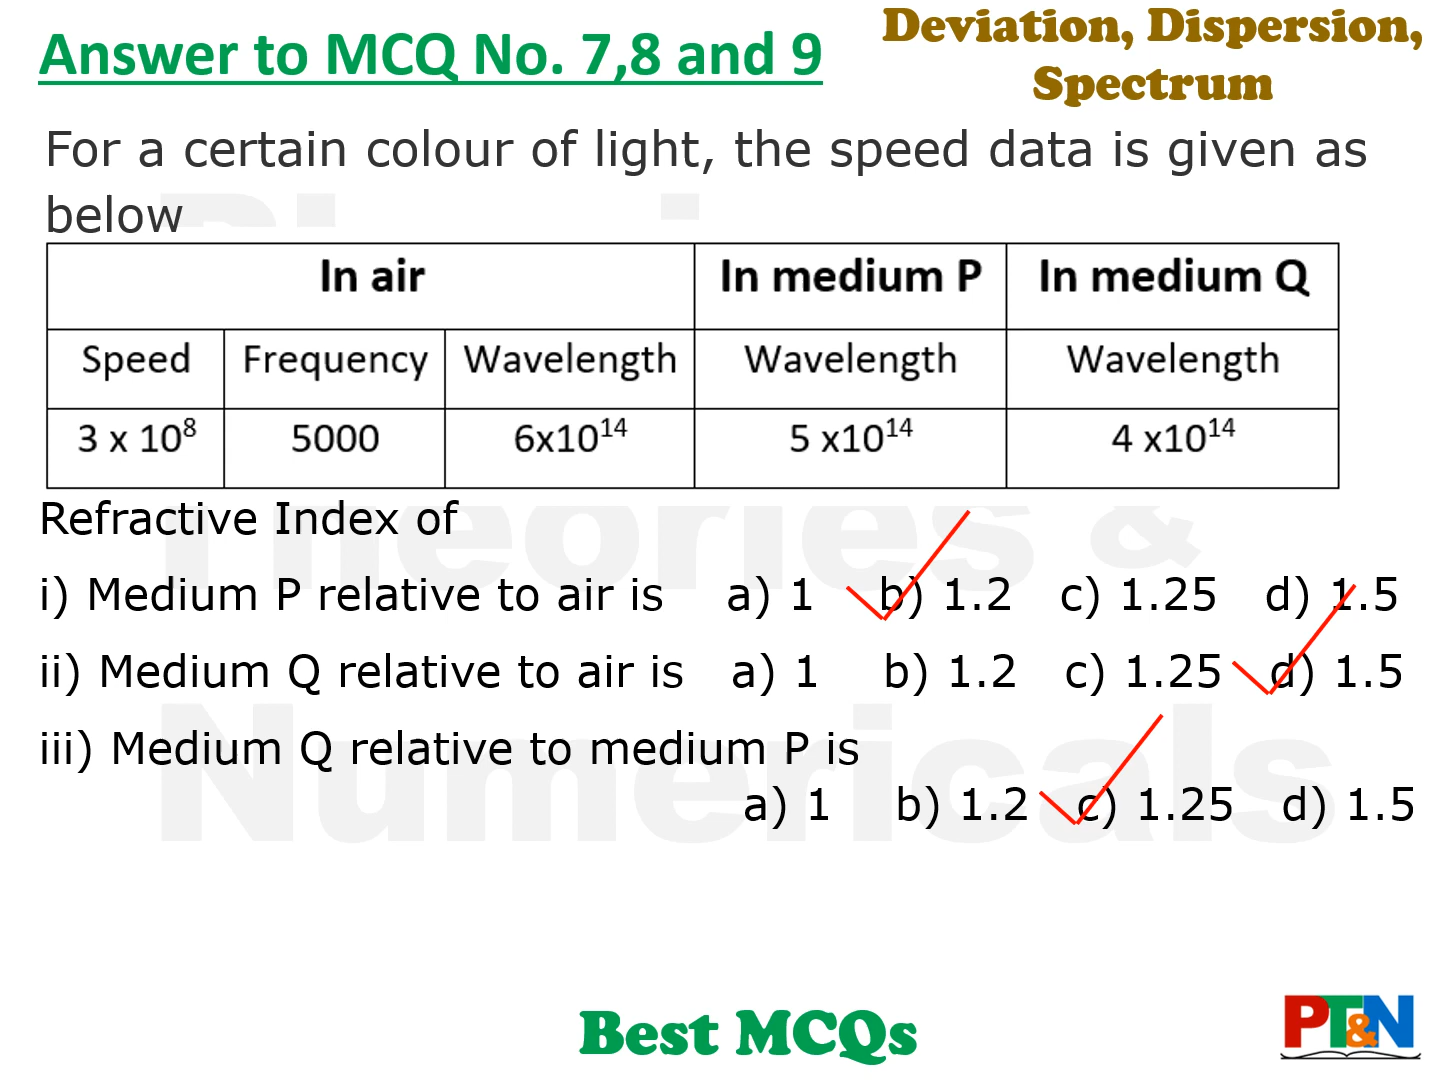 Answer to MCQ No. 7,8 and 9
Deviation, Dispersion,
Spectrum
For a certain colour of light, the speed data is given as
below
In air In medium P In medium Q
Speed Frequency Wavelength Wavelength Wavelength
3 x 10⁸ 5000 6x10¹⁴ 5 x10¹⁴ 4 x10¹⁴
Refractive Index of
i) Medium P relative to air is a) 1 b) 1.2 c) 1.25 d) 1.5
ii) Medium Q relative to air is a) 1 b) 1.2 c) 1.25 d) 1.5
iii) Medium Q relative to medium P is
a) 1 b) 1.2 c) 1.25 d) 1.5
Theories &
Numericals
Best MCQs
PT&N